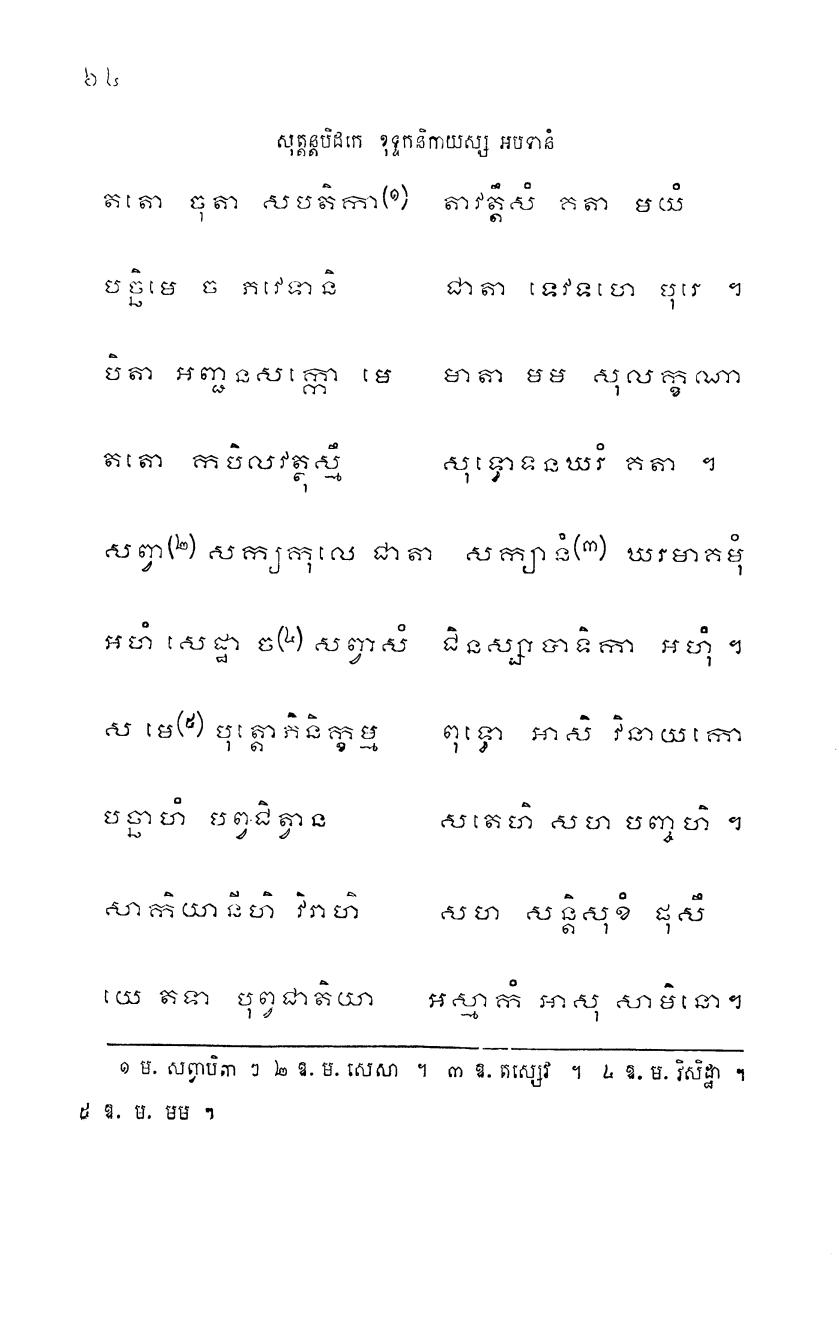 ៦៤
សុត្តន្តបិដកេ ខុទ្ទកនិកាយស្ស អបទានំ
តតោ ចុតា សបតិកា(១) តាវត្តឹសំ គតា មយំ
បច្ឆិមេ ច ភវេទានិ ជាតា ទេវទហេ បុរេ ។
បិតា អញ្ជនសក្កោ មេ មាតា មម សុលក្ខណា
តតោ កបិលវត្ថុស្មឹ សុទ្ធោទនឃរំ គតា ។
សព្វា(២) សក្យកុលេ ជាតា សក្យានំ(៣) ឃរមាគមុំ
អហំ សេដ្ឋា ច(៤) សព្វាសំ ជិនស្សាបាទិកា អហុំ ។
ស មេ(៥) បុត្តោភិនិក្ខម្ម ពុទ្ធោ អាសិ វិនាយកោ
បច្ឆាហំ បព្វជិត្វាន សតេហិ សហ បញ្ចហិ ។
សាកិយានីហិ វិរាហិ សហ សន្តិសុខំ ផុសឹ
យេ តទា បុព្វជាតិយា អស្មាកំ អាសុ សាមិនោ។
១ ម. សព្វាបិតា ។ ២ ឱ. ម. សេសា ។ ៣ ឱ. តស្សេវ ។ ៤ ឱ. ម. វិសិដ្ឋា ។
៥ ឱ. ម. មម ។